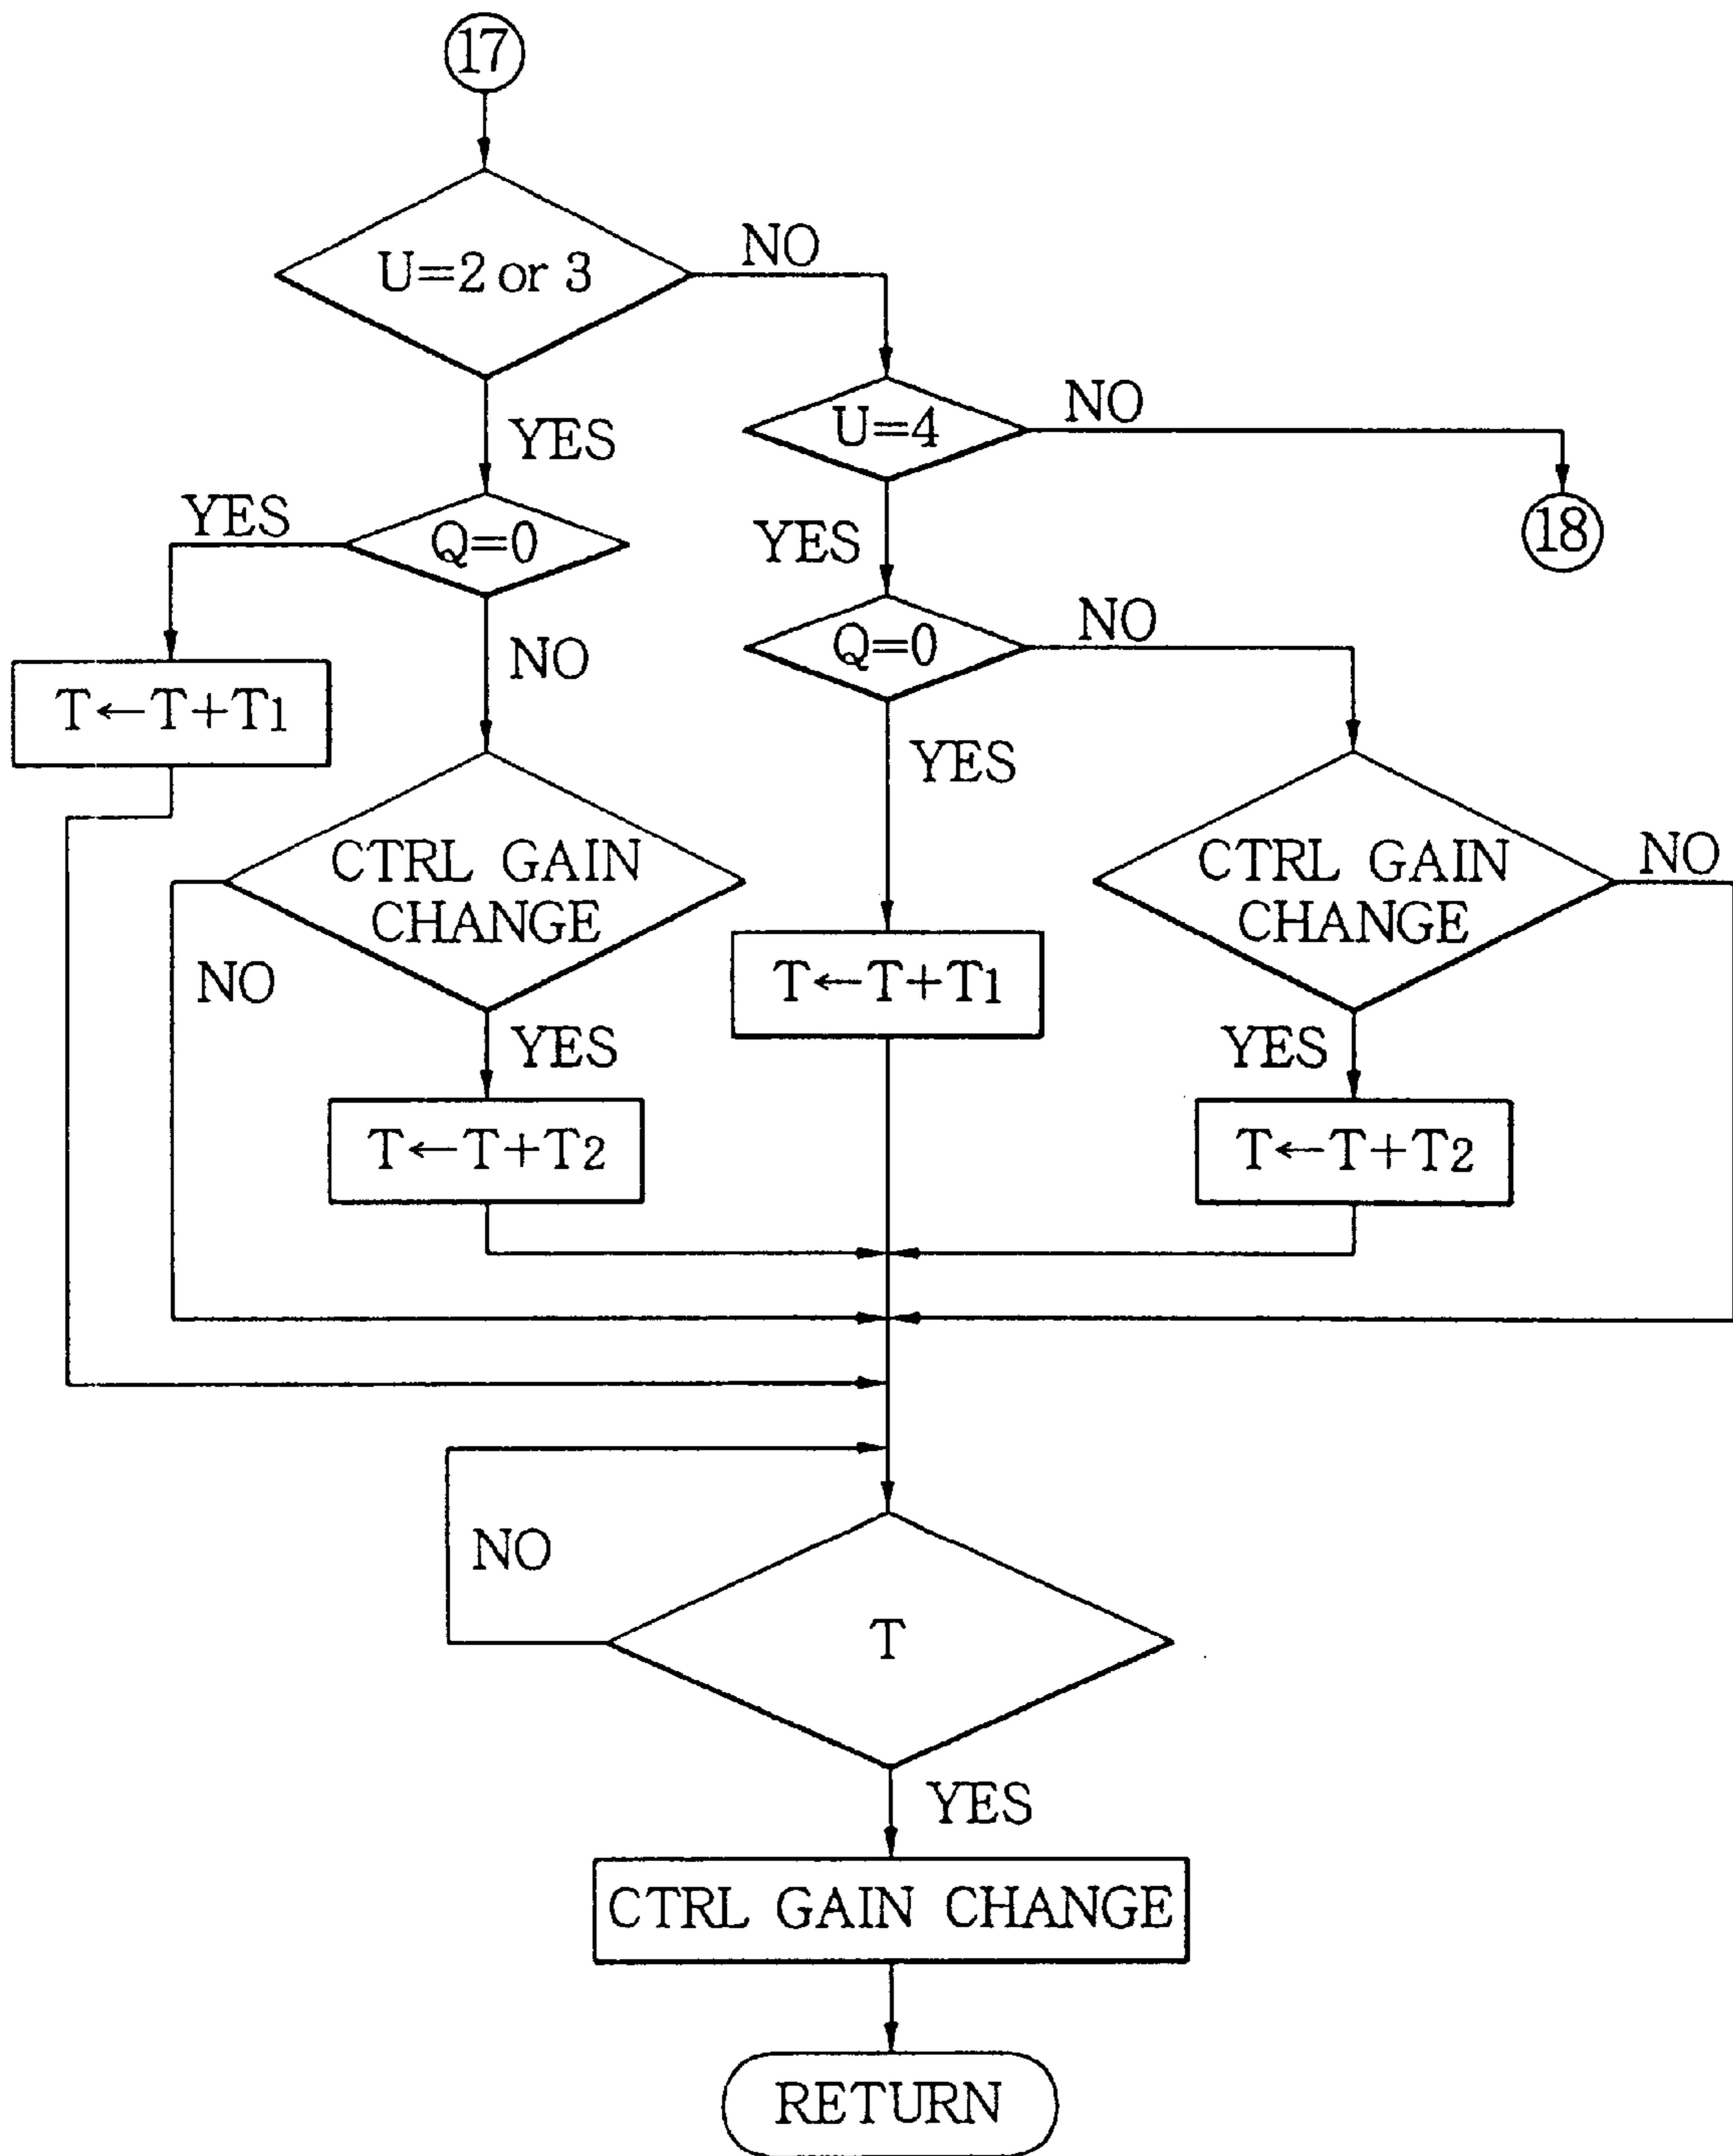 17
U=2 or 3
NO
U=4
NO
YES
YES
Q=0
YES
18
Q=0
NO
NO
T←T+T1
YES
CTRL GAIN
CHANGE
CTRL GAIN
CHANGE
NO
NO
T←T+T1
YES
YES
T←T+T2
T←T+T2
NO
T
YES
CTRL GAIN CHANGE
RETURN